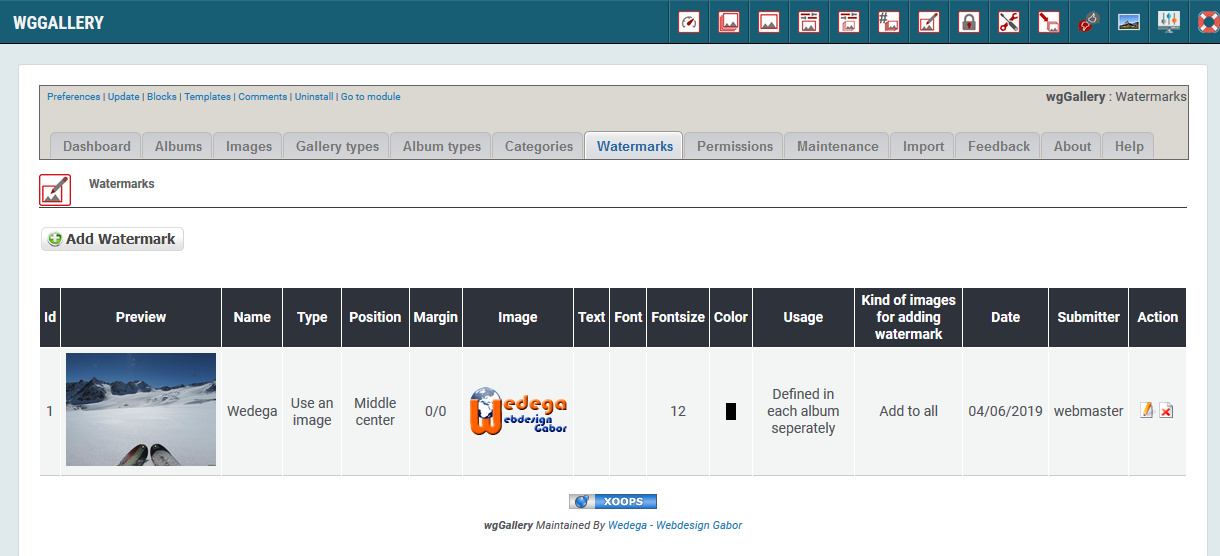 WGGALLERY
Preferences | Update | Blocks | Templates | Comments | Uninstall | Go to module
wgGallery : Watermarks
Dashboard Albums Images Gallery types Album types Categories Watermarks Permissions Maintenance Import Feedback About Help
Watermarks
Add Watermark
Id Preview Name Type Position Margin Image Text Font Fontsize Color Usage Kind of images for adding watermark Date Submitter Action
1 Wedega Use an image Middle center 0/0 Wedega Webdesign Gabor 12 Defined in each album seperately Add to all 04/06/2019 webmaster
XOOPS
wgGallery Maintained By Wedega - Webdesign Gabor